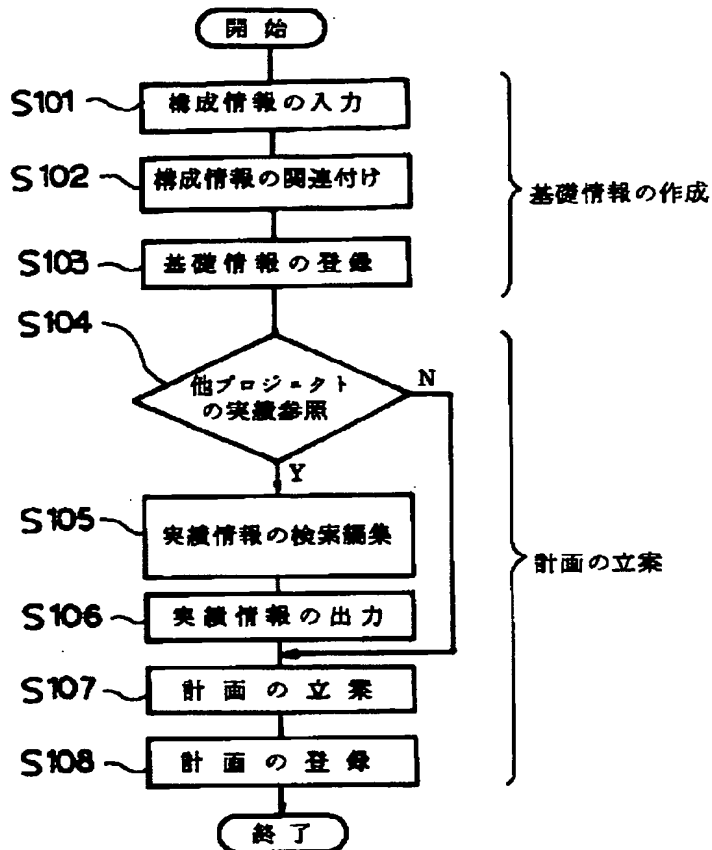 開始
S101
構成情報の入力
S102
構成情報の関連付け
基礎情報の作成
S103
基礎情報の登録
S104
他プロジェクト
の実績参照
N
Y
S105
実績情報の検索編集
計画の立案
S106
実績情報の出力
S107
計画の立案
S108
計画の登録
終了